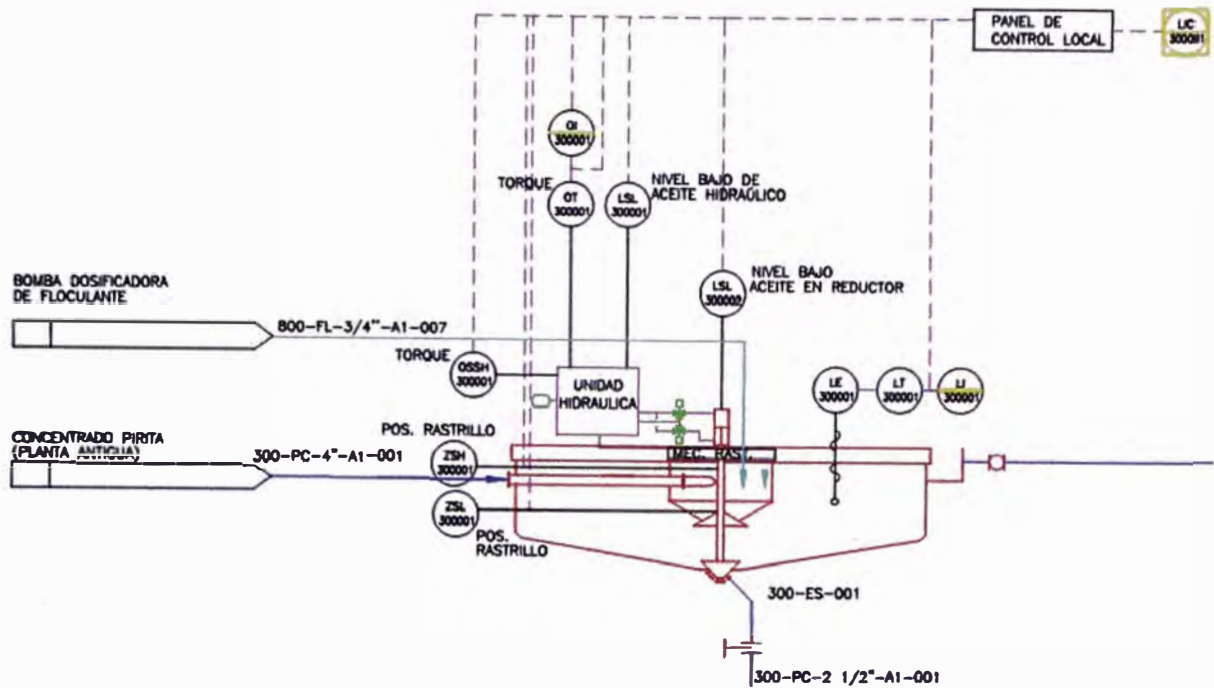 PANEL DE
CONTROL LOCAL
LIC
300001
OI
300001
TORQUE
OT
300001
LSL
300001
NIVEL BAJO DE
ACEITE HIDRAÚLICO
LSL
300002
NIVEL BAJO
ACEITE EN REDUCTOR
BOMBA DOSIFICADORA
DE FLOCULANTE
800-FL-3/4"-A1-007
TORQUE
OSSH
300001
UNIDAD
HIDRAULICA
LE
300001
LT
300001
LI
300001
CONCENTRADO PIRITA
(PLANTA ANTIGUA)
300-PC-4"-A1-001
POS. RASTRILLO
ZSH
300001
MEC. RAS.
ZSL
300001
POS.
RASTRILLO
300-ES-001
300-PC-2 1/2"-A1-001